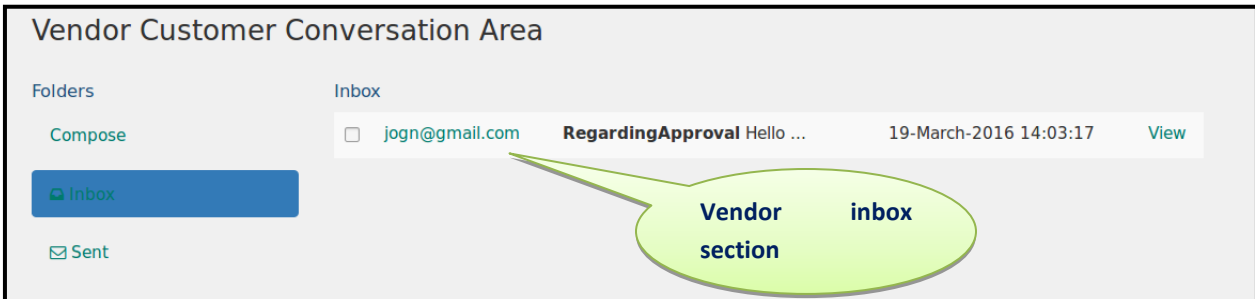 Vendor Customer Conversation Area
Folders
Inbox
Compose
jogn@gmail.com RegardingApproval Hello ... 19-March-2016 14:03:17 View
Inbox
Sent
Vendor inbox
section